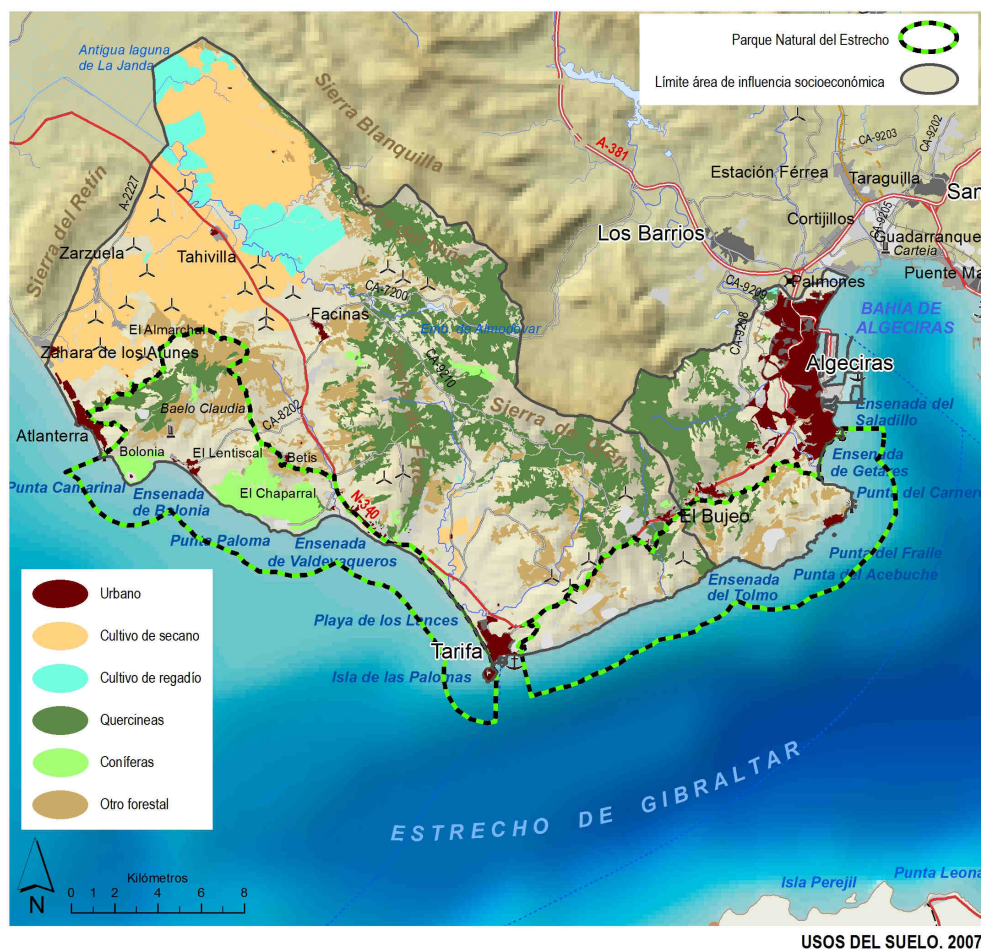 Parque Natural del Estrecho
Límite área de influencia socioeconómica
Antigua laguna
de La Janda
Sierra Blanquilla
Sierra del Retín
A-2227
A-381
CA-9203
CA-9202
Estación Férrea
Taraguilla
San
CA-9205
Cortijillos
Los Barrios
Guadarranque
Carteia
Puente Ma
Zarzuela
Tahivilla
CA-7200
Palmones
CA-9209
CA-9208
BAHÍA DE
ALGECIRAS
Facinas
El Almarchal
Emb. de Almodóvar
Zahara de los Atunes
CA-9210
Algeciras
Baelo Claudia
CA-8202
Ensenada del
Saladillo
Atlanterra
Bolonia
El Lentiscal
Betis
Ensenada
de Getares
Punta Camarinal
Ensenada
de Bolonia
El Chaparral
N-340
Punta del Carnero
El Bujeo
Punta Paloma
Ensenada
de Valdevaqueros
Punta del Fraile
Ensenada
del Tolmo
Punta del Acebuche
Playa de los Lances
Tarifa
Isla de las Palomas
Urbano
Cultivo de secano
Cultivo de regadío
Quercineas
Coníferas
Otro forestal
ESTRECHO DE GIBRALTAR
Kilómetros
0 1 2 4 6 8
N
Isla Perejil
Punta Leona
USOS DEL SUELO. 2007